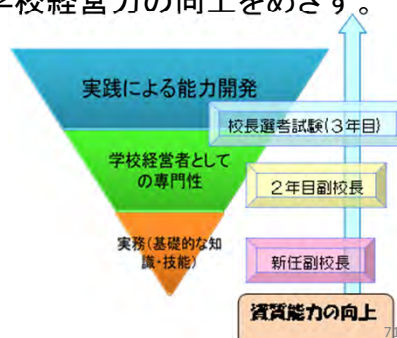 学校経営力の向上をめざす。
実践による能力開発
校長選考試験(3年目)
学校経営者として
の専門性
2年目副校長
実務(基礎的な知
識・技能)
新任副校長
資質能力の向上
71